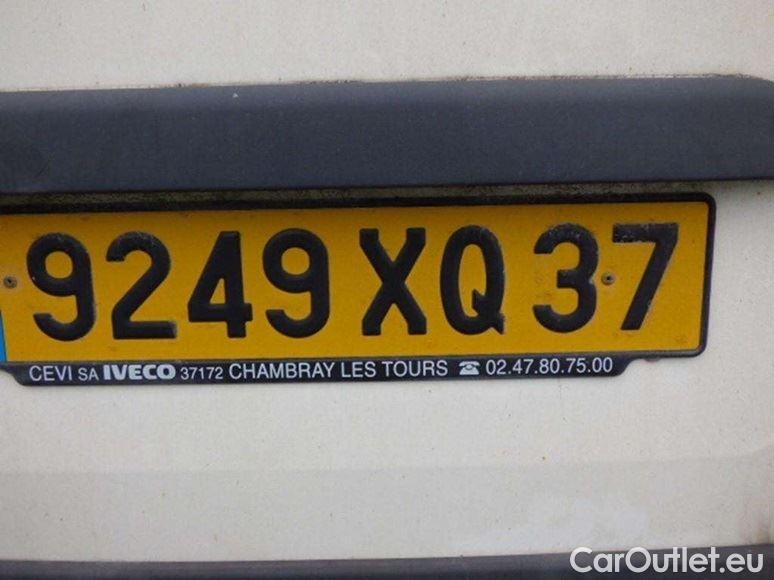 9249 XQ 37
CEVI SA IVECO 37172 CHAMBRAY LES TOURS ☎ 02.47.80.75.00
CarOutlet.eu